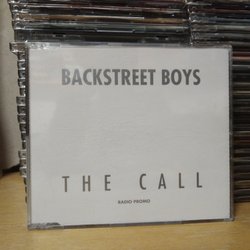 BACKSTREET BOYS
THE CALL
RADIO PROMO